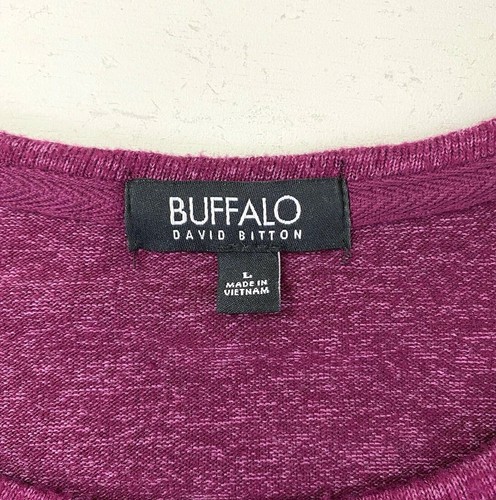 BUFFALO
DAVID BITTON
L
MADE IN
VIETNAM